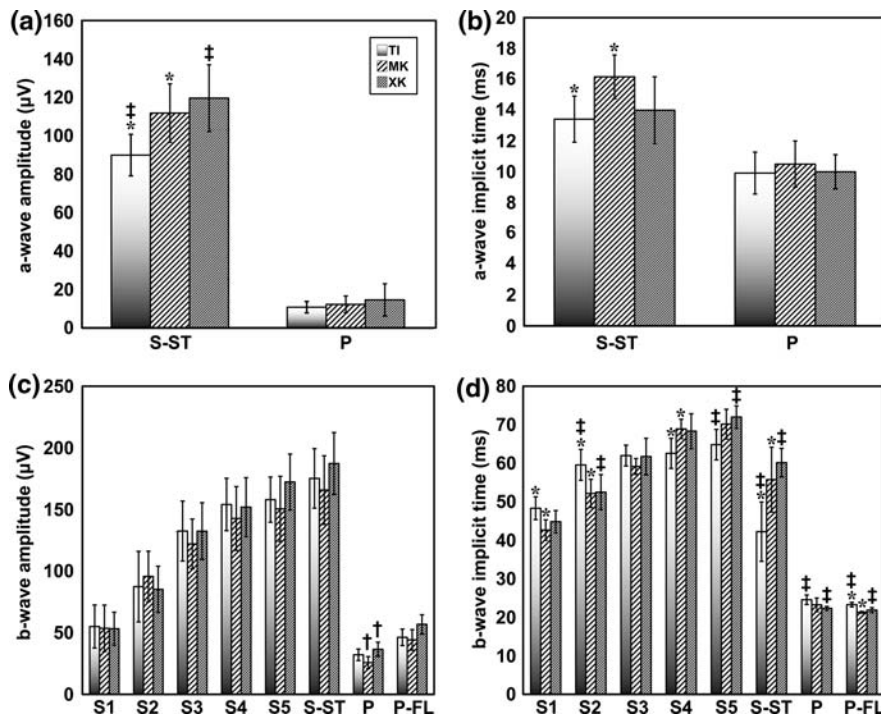 (a)
160
140
120
100
80
60
40
20
0
a-wave amplitude (µV)
‡
*
*
‡
TI
MK
XK
S-ST
P
(b)
20
18
16
14
12
10
8
6
4
2
0
a-wave implicit time (ms)
*
*
S-ST
P
(c)
250
200
150
100
50
0
b-wave amplitude (µV)
†
†
S1
S2
S3
S4
S5
S-ST
P
P-FL
(d)
80
70
60
50
40
30
20
10
0
b-wave implicit time (ms)
*
*
‡
*
*
‡
*
*
‡
‡
‡
*
*
‡
‡
‡
‡
*
*
‡
S1
S2
S3
S4
S5
S-ST
P
P-FL